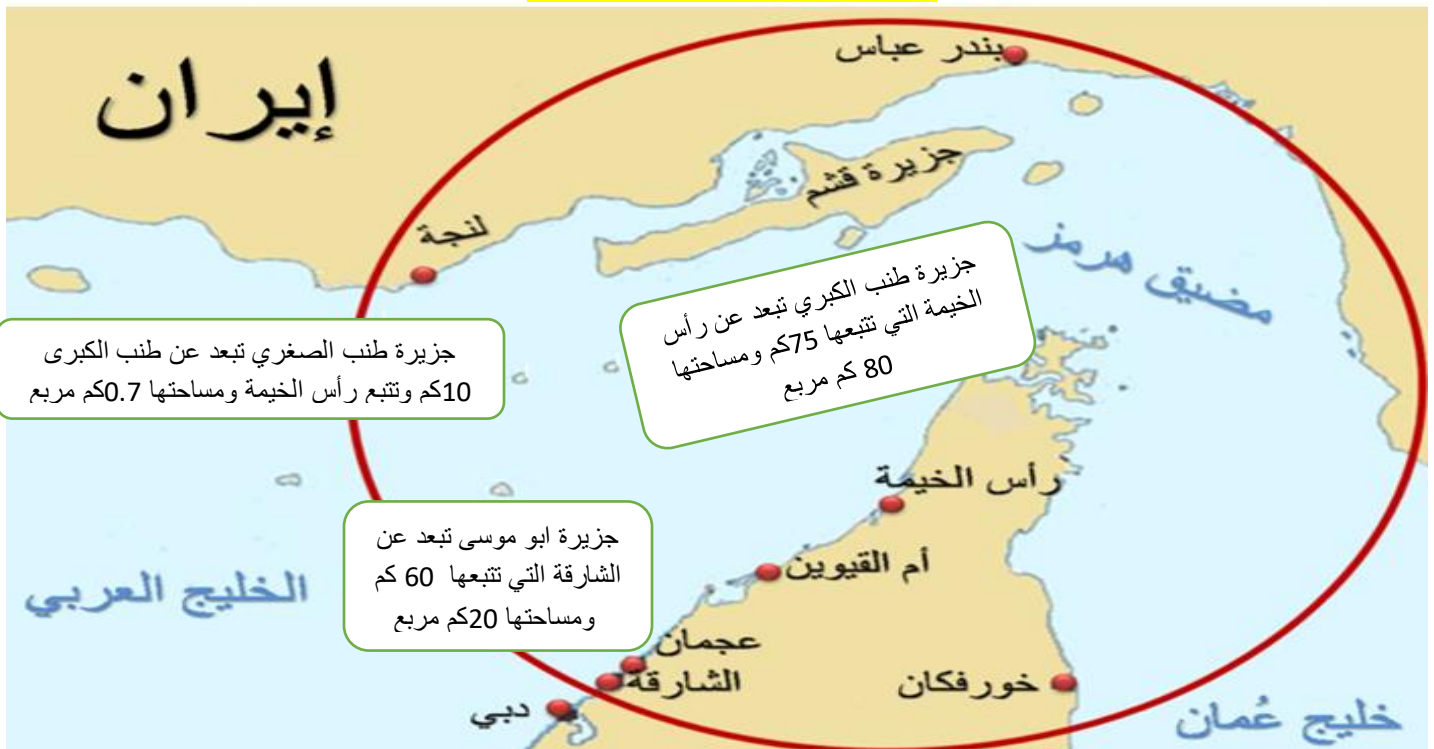 إيران
بندر عباس
جزيرة قشم
لنجة
مضيق هرمز
جزيرة طنب الكبري تبعد عن رأس
الخيمة التي تتبعها 75كم ومساحتها
80 كم مربع
جزيرة طنب الصغري تبعد عن طنب الكبرى
10كم وتتبع رأس الخيمة ومساحتها 0.7كم مربع
رأس الخيمة
جزيرة ابو موسى تبعد عن
الشارقة التي تتبعها 60 كم
ومساحتها 20كم مربع
أم القيوين
الخليج العربي
عجمان
الشارقة
خورفكان
دبي
خليج عُمان